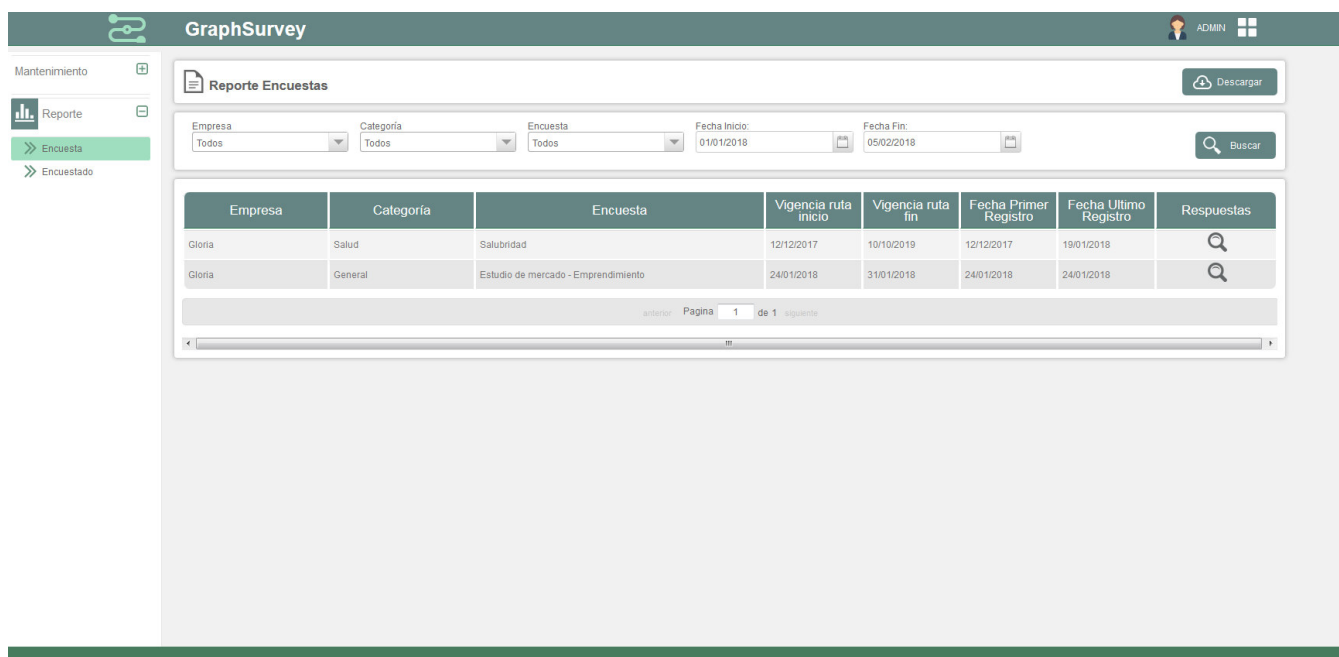 GraphSurvey
ADMIN
Mantenimiento
Reporte
Encuesta
Encuestado
Reporte Encuestas
Descargar
Empresa Categoría Encuesta Fecha Inicio: Fecha Fin:
Todos Todos Todos 01/01/2018 05/02/2018
Buscar
Empresa Categoría Encuesta Vigencia ruta inicio Vigencia ruta fin Fecha Primer Registro Fecha Ultimo Registro Respuestas
Gloria Salud Salubridad 12/12/2017 10/10/2019 12/12/2017 19/01/2018
Gloria General Estudio de mercado - Emprendimiento 24/01/2018 31/01/2018 24/01/2018 24/01/2018
anterior Pagina 1 de 1 siguiente